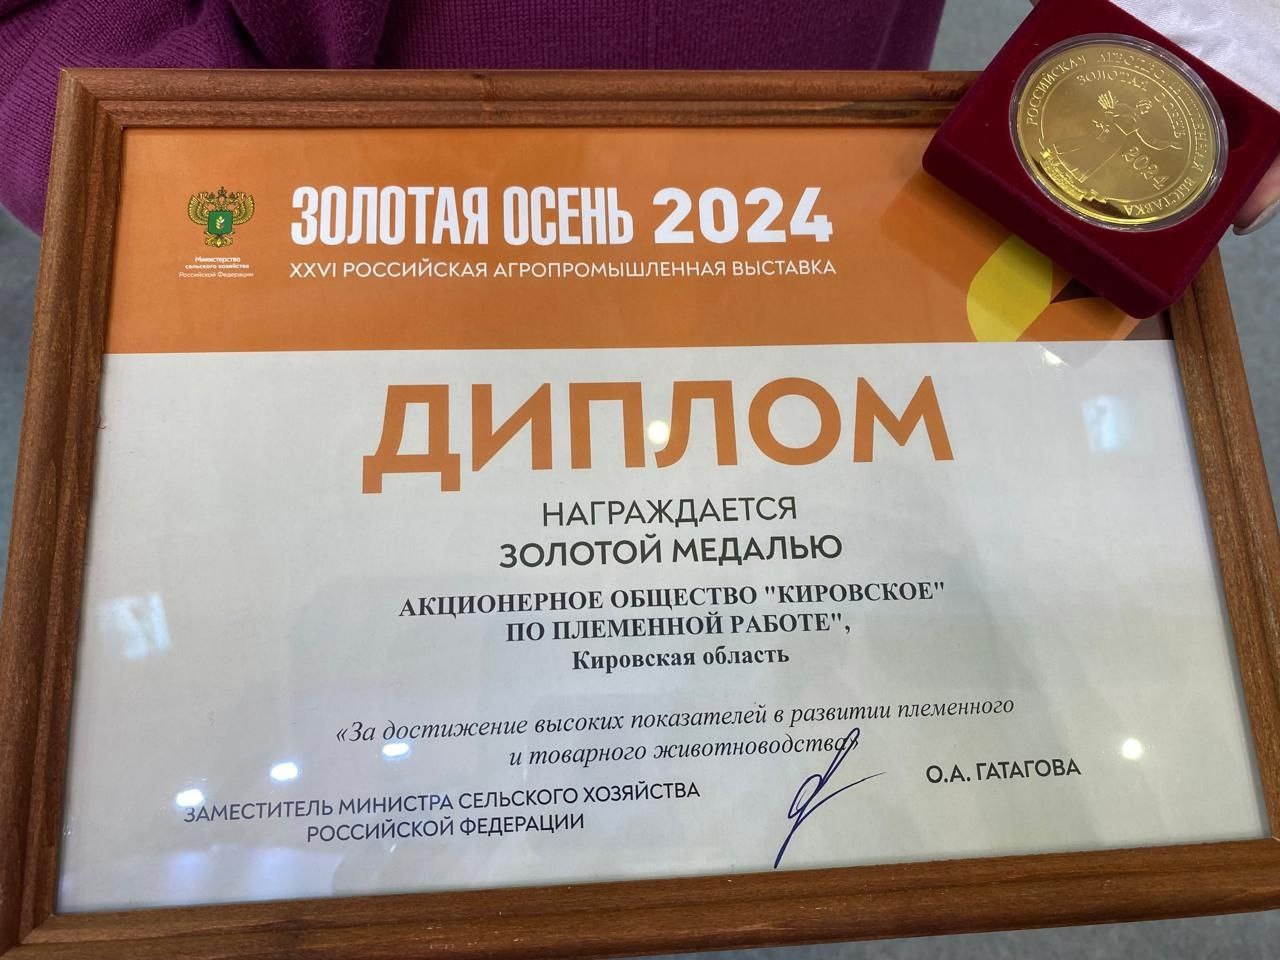 Министерство
сельского хозяйства
Российской Федерации
ЗОЛОТАЯ ОСЕНЬ 2024
XXVI РОССИЙСКАЯ АГРОПРОМЫШЛЕННАЯ ВЫСТАВКА
РОССИЙСКАЯ АГРОПРОМЫШЛЕННАЯ ВЫСТАВКА
ЗОЛОТАЯ ОСЕНЬ
2024
ДИПЛОМ
НАГРАЖДАЕТСЯ
ЗОЛОТОЙ МЕДАЛЬЮ
АКЦИОНЕРНОЕ ОБЩЕСТВО "КИРОВСКОЕ"
ПО ПЛЕМЕННОЙ РАБОТЕ",
Кировская область
«За достижение высоких показателей в развитии племенного
и товарного животноводства»
ЗАМЕСТИТЕЛЬ МИНИСТРА СЕЛЬСКОГО ХОЗЯЙСТВА
РОССИЙСКОЙ ФЕДЕРАЦИИ
О.А. ГАТАГОВА